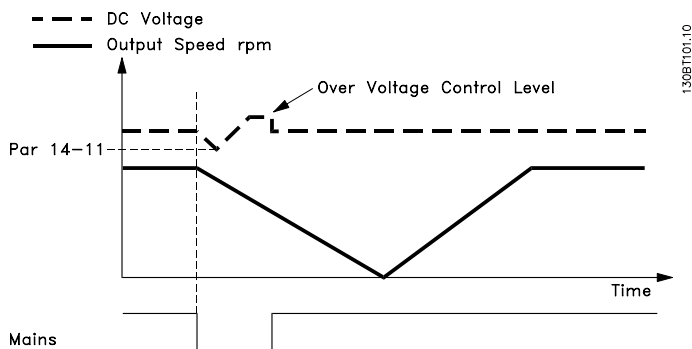 DC Voltage
Output Speed rpm
130BT101.10
Over Voltage Control Level
Par 14-11
Time
Mains